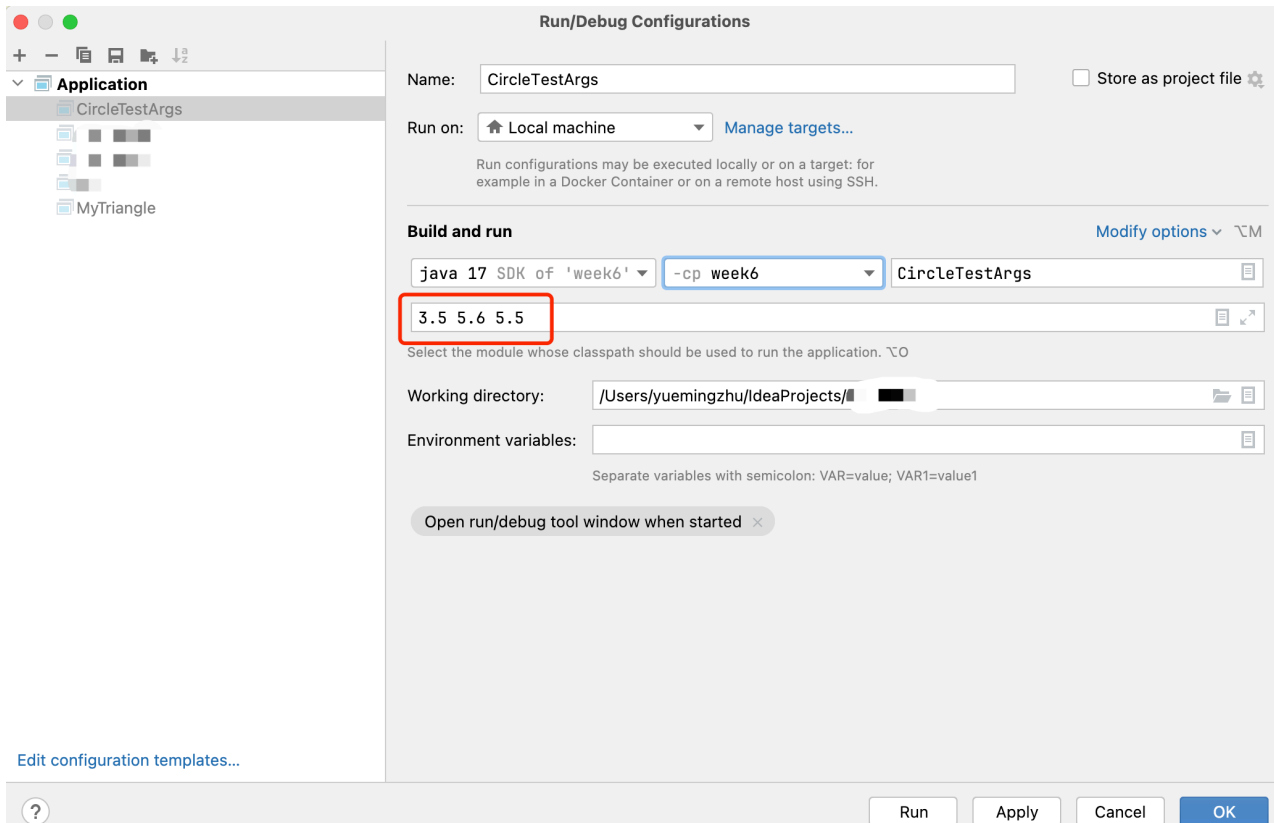 Run/Debug Configurations
Application
CircleTestArgs
MyTriangle
Edit configuration templates...
?
Name: CircleTestArgs Store as project file
Run on: Local machine Manage targets...
Run configurations may be executed locally or on a target: for
example in a Docker Container or on a remote host using SSH.
Build and run Modify options ⌥M
java 17 SDK of 'week6' -cp week6 CircleTestArgs
3.5 5.6 5.5
Select the module whose classpath should be used to run the application. ⌥O
Working directory: /Users/yuemingzhu/IdeaProjects/
Environment variables:
Separate variables with semicolon: VAR=value; VAR1=value1
Open run/debug tool window when started
Run Apply Cancel OK